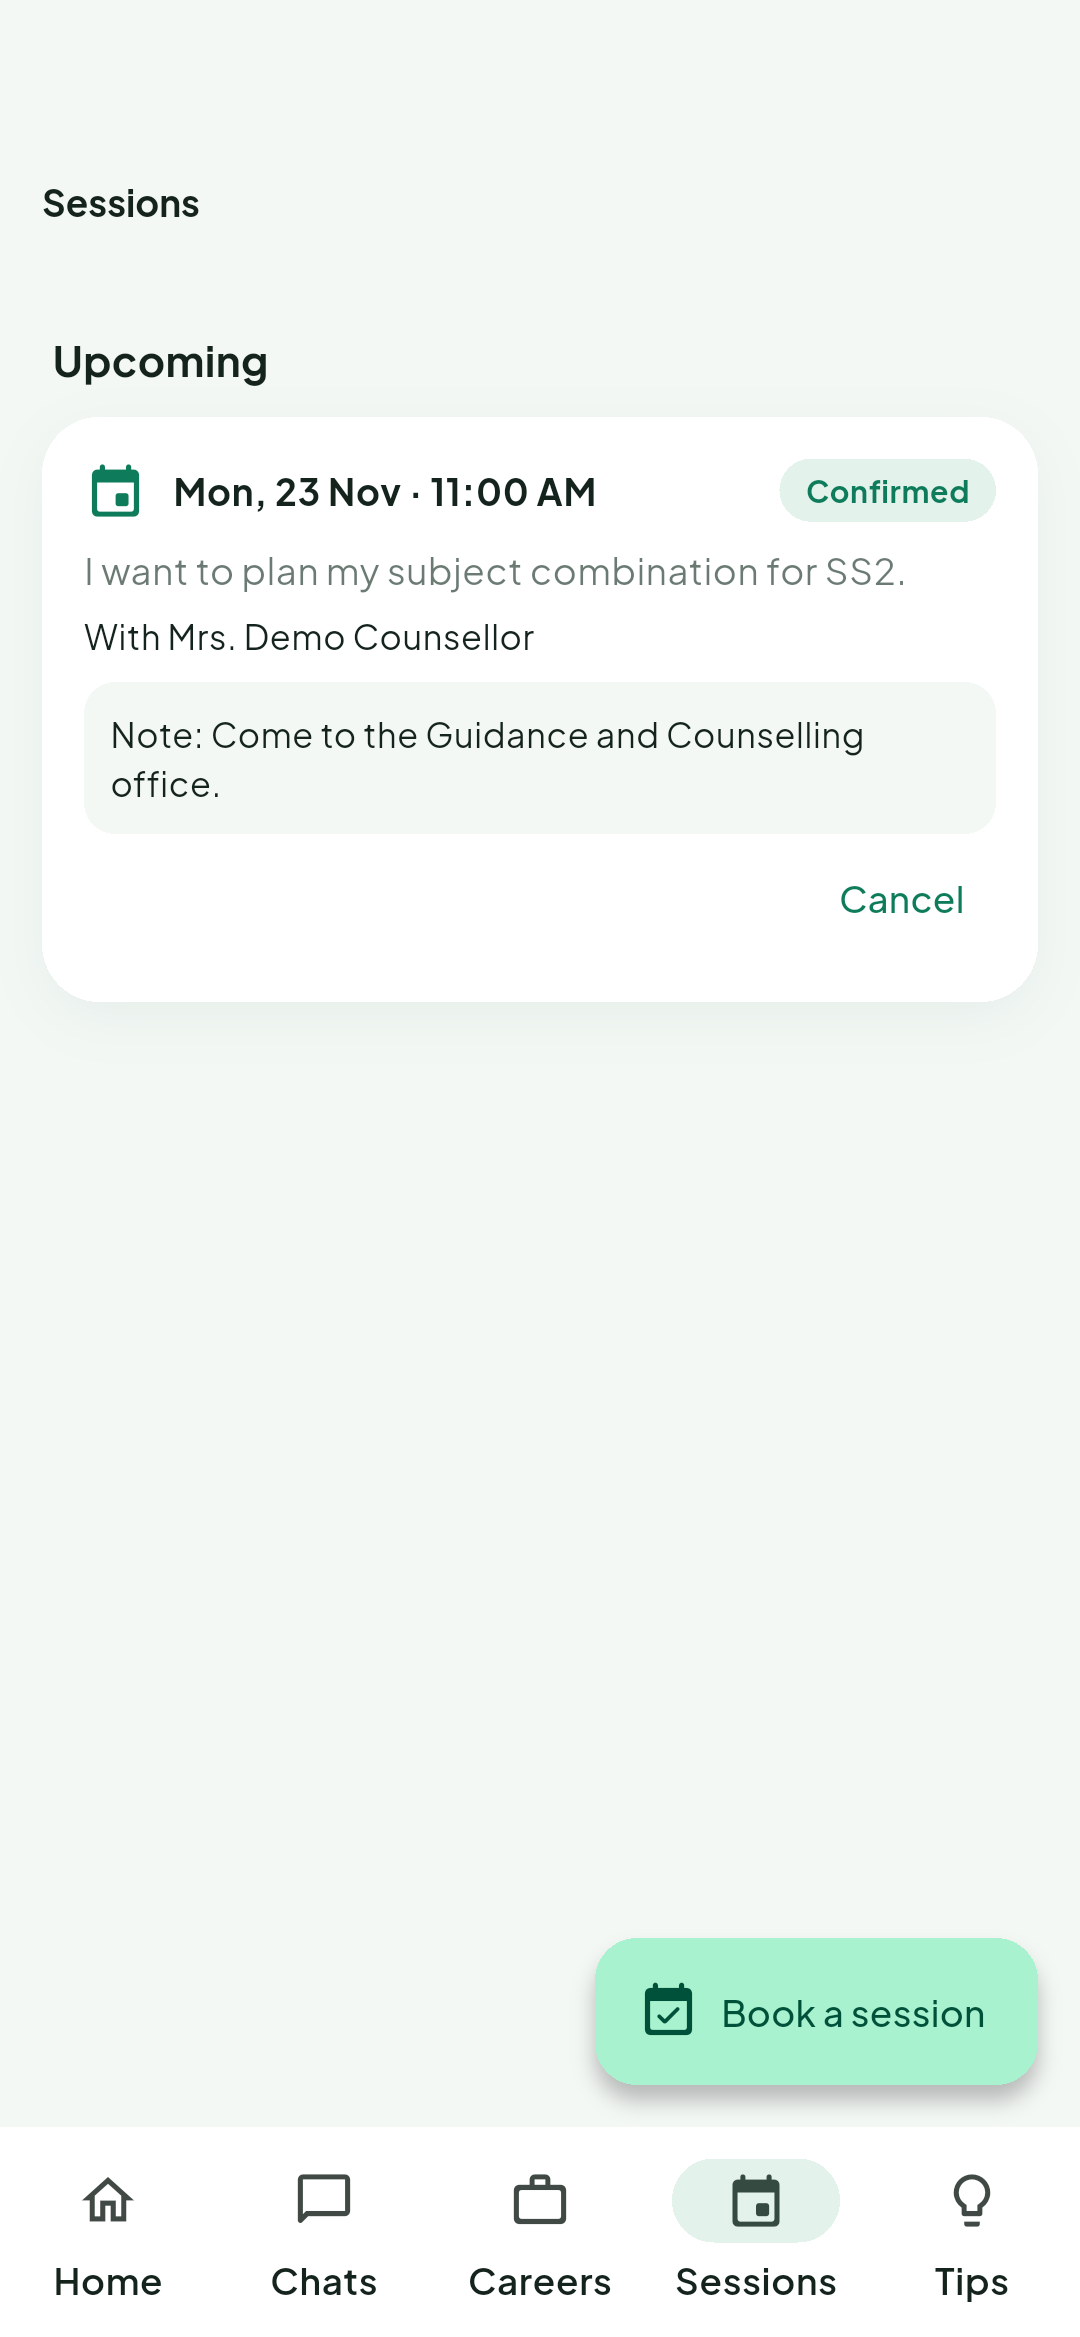 Sessions
Upcoming
Mon, 23 Nov · 11:00 AM
Confirmed
I want to plan my subject combination for SS2.
With Mrs. Demo Counsellor
Note: Come to the Guidance and Counselling
office.
Cancel
Book a session
Home
Chats
Careers
Sessions
Tips